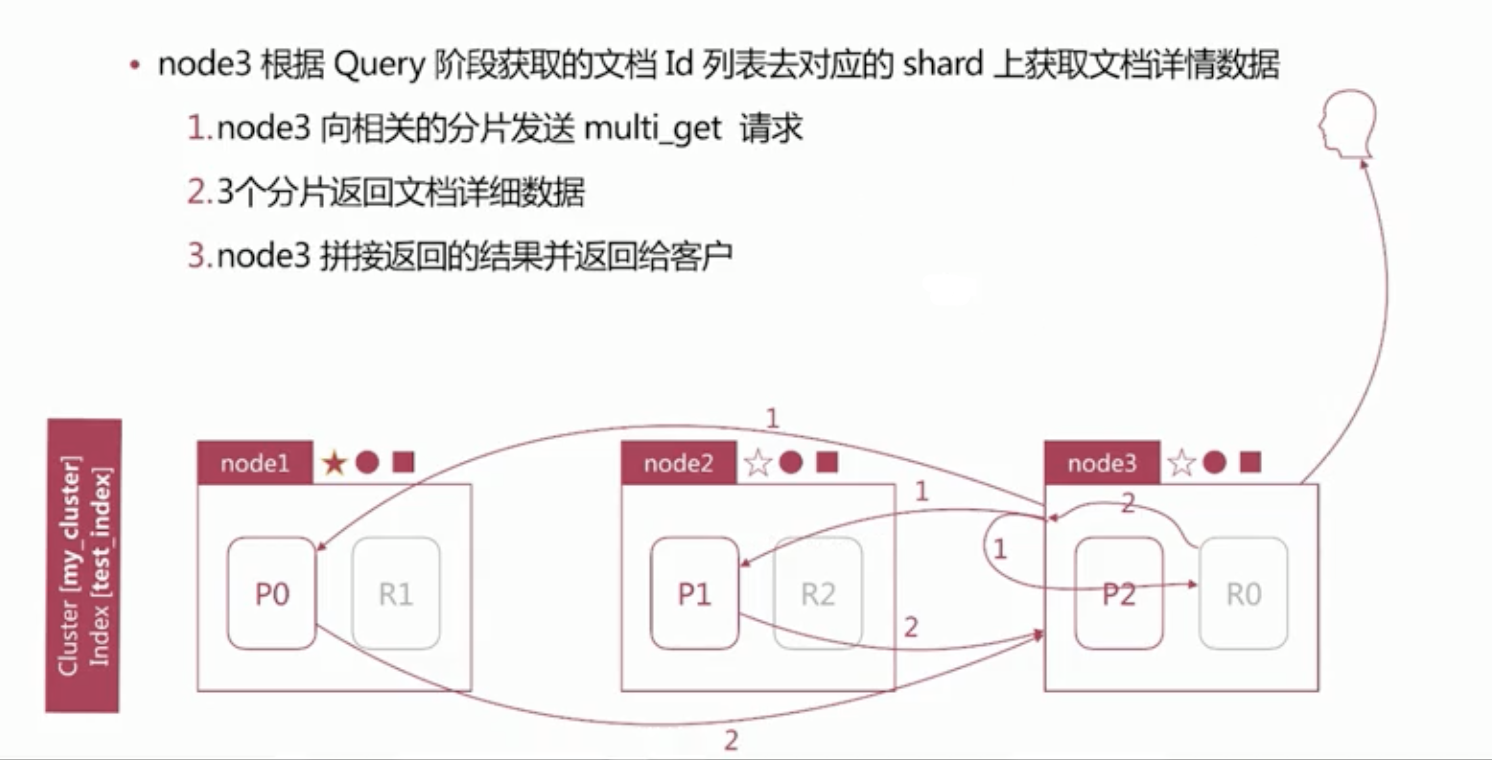 • node3 根据 Query 阶段获取的文档 Id 列表去对应的 shard 上获取文档详情数据
1.node3 向相关的分片发送 multi_get 请求
2.3个分片返回文档详细数据
3.node3 拼接返回的结果并返回给客户
1
node1
node2
node3
1
2
1
P0
R1
P1
R2
P2
R0
2
2
Cluster [my_cluster]
Index [test_index]